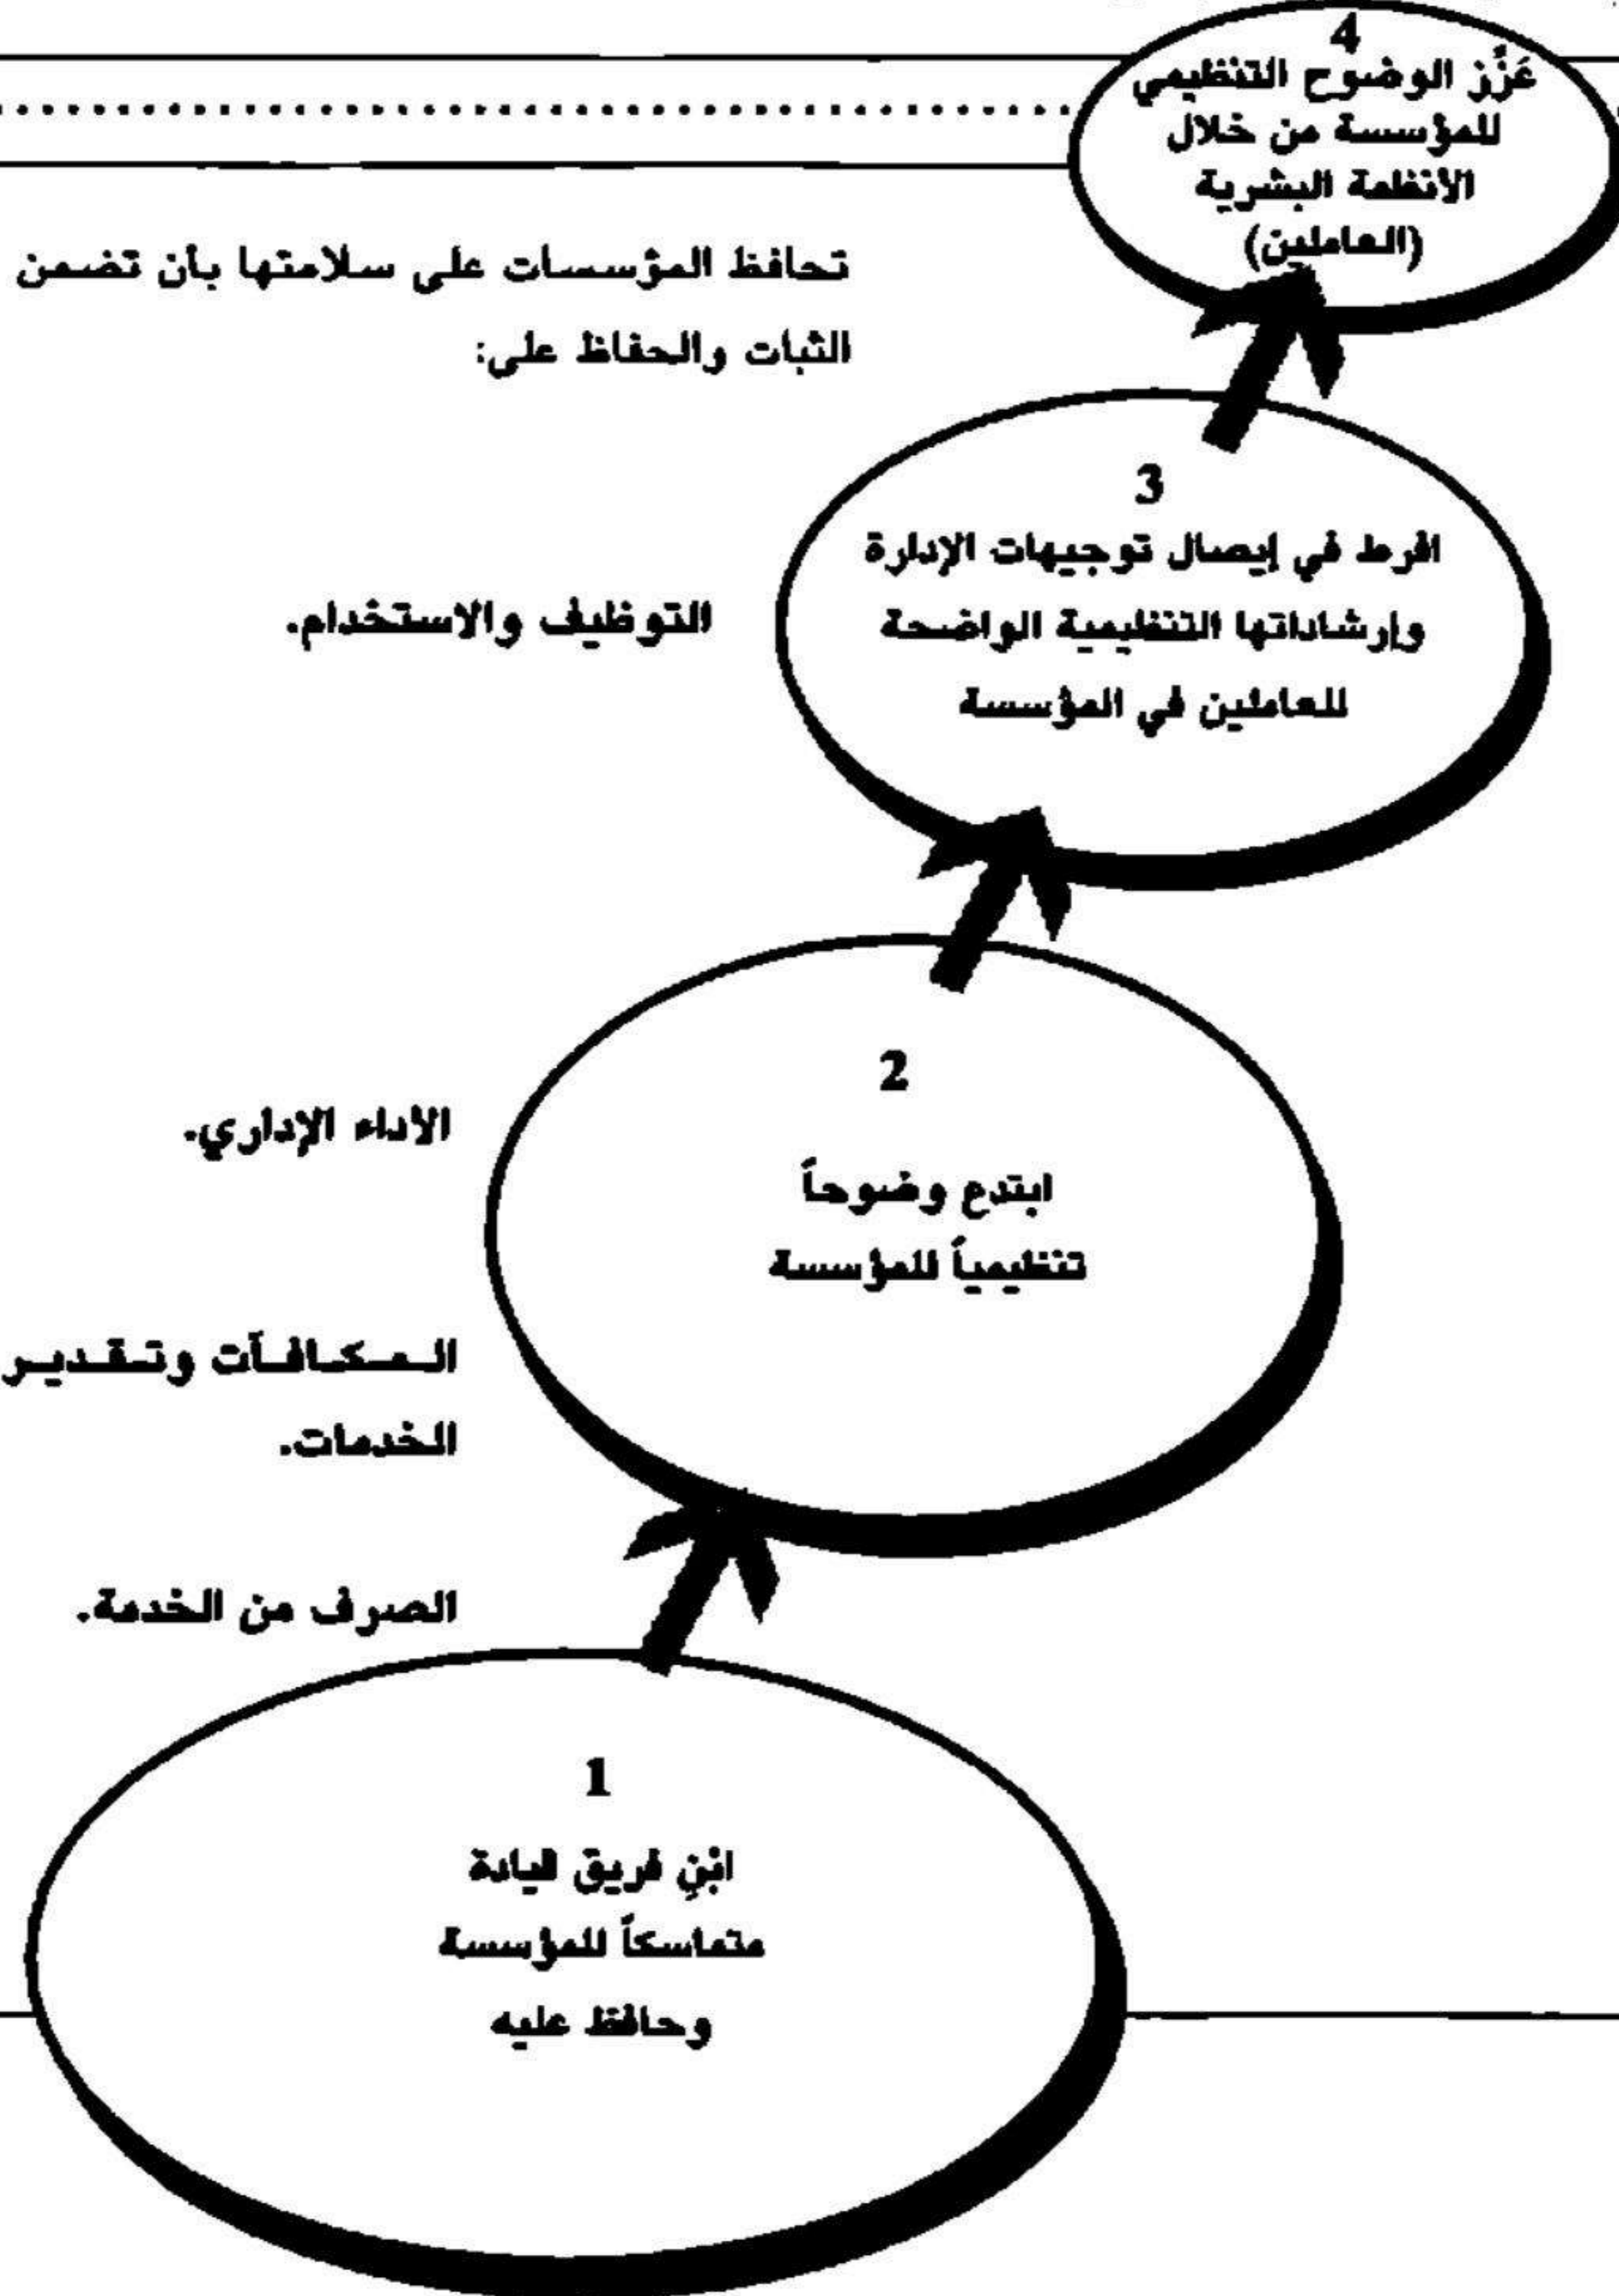 4
عَزِّز الوضوح التنظيمي
للمؤسسة من خلال
الأنظمة البشرية
(العاملين)
تحافظ المؤسسات على سلامتها بأن تضمن
الثبات والحفاظ على:
3
افرط في إيصال توجيهات الإدارة
وإرشاداتها التنظيمية الواضحة
للعاملين في المؤسسة
التوظيف والاستخدام.
2
ابتدع وضوحاً
تنظيمياً للمؤسسة
الأداء الإداري.
المكافآت وتقدير
الخدمات.
الصرف من الخدمة.
1
ابْنِ فريق قيادة
متماسكاً للمؤسسة
وحافظ عليه